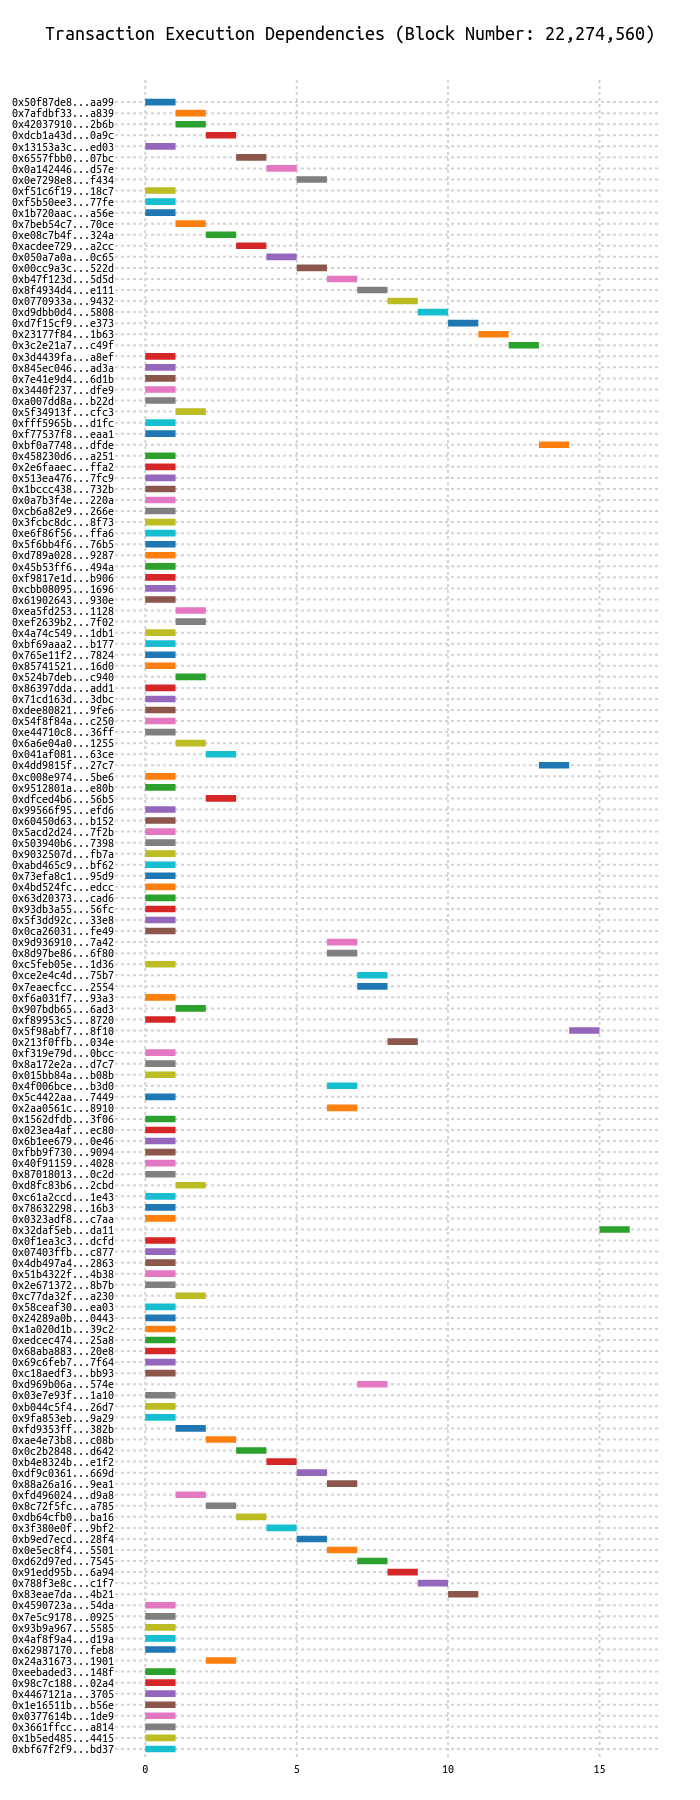 Transaction Execution Dependencies (Block Number: 22,274,560)
0x50f87de8...aa99
0x7afdbf33...a839
0x42037910...2b6b
0xdcb1a43d...0a9c
0x13153a3c...ed03
0x6557fbb0...07bc
0x0a142446...d57e
0x0e7298e8...f434
0xf51c6f19...18c7
0xf5b50ee3...77fe
0x1b720aac...a56e
0x7beb54c7...70ce
0xe08c7b4f...324a
0xacdee729...a2cc
0x050a7a0a...0c65
0x00cc9a3c...522d
0xb47f123d...5d5d
0x8f4934d4...e111
0x0770933a...9432
0xd9dbb0d4...5808
0xd7f15cf9...e373
0x23177f84...1b63
0x3c2e21a7...c49f
0x3d4439fa...a8ef
0x845ec046...ad3a
0x7e41e9d4...6d1b
0x3440f237...dfe9
0xa007dd8a...b22d
0x5f34913f...cfc3
0xfff5965b...d1fc
0xf77537f8...eaa1
0xbf0a7748...dfde
0x458230d6...a251
0x2e6faaec...ffa2
0x513ea476...7fc9
0x1bccc438...732b
0x0a7b3f4e...220a
0xcb6a82e9...266e
0x3fcbc8dc...8f73
0xe6f86f56...ffa6
0x5f6bb4f6...76b5
0xd789a028...9287
0x45b53ff6...494a
0xf9817e1d...b906
0xcbb08095...1696
0x61902643...930e
0xea5fd253...1128
0xef2639b2...7f02
0x4a74c549...1db1
0xbf69aaa2...b177
0x765e11f2...7824
0x85741521...16d0
0x524b7deb...c940
0x86397dda...add1
0x71cd163d...3dbc
0xdee80821...9fe6
0x54f8f84a...c250
0xe44710c8...36ff
0x6a6e04a0...1255
0x041af081...63ce
0x4dd9815f...27c7
0xc008e974...5be6
0x9512801a...e80b
0xdfced4b6...56b5
0x99566f95...efd6
0x60450d63...b152
0x5acd2d24...7f2b
0x503940b6...7398
0x9032507d...fb7a
0xabd465c9...bf62
0x73efa8c1...95d9
0x4bd524fc...edcc
0x63d20373...cad6
0x93db3a55...56fc
0x5f3dd92c...33e8
0x0ca26031...fe49
0x9d936910...7a42
0x8d97be86...6f80
0xc5feb05e...1d36
0xce2e4c4d...75b7
0x7eaecfcc...2554
0xf6a031f7...93a3
0x907bdb65...6ad3
0xf89953c5...8720
0x5f98abf7...8f10
0x213f0ffb...034e
0xf319e79d...0bcc
0x8a172e2a...d7c7
0x015bb84a...b08b
0x4f006bce...b3d0
0x5c4422aa...7449
0x2aa0561c...8910
0x1562dfdb...3f06
0x023ea4af...ec80
0x6b1ee679...0e46
0xfbb9f730...9094
0x40f91159...4028
0x87018013...0c2d
0xd8fc83b6...2cbd
0xc61a2ccd...1e43
0x78632298...16b3
0x0323adf8...c7aa
0x32daf5eb...da11
0x0f1ea3c3...dcfd
0x07403ffb...c877
0x4db497a4...2863
0x51b4322f...4b38
0x2e671372...8b7b
0xc77da32f...a230
0x58ceaf30...ea03
0x24289a0b...0443
0x1a020d1b...39c2
0xedcec474...25a8
0x68aba883...20e8
0x69c6feb7...7f64
0xc18aedf3...bb93
0xd969b06a...574e
0x03e7e93f...1a10
0xb044c5f4...26d7
0x9fa853eb...9a29
0xfd9353ff...382b
0xae4e73b8...c08b
0x0c2b2848...d642
0xb4e8324b...e1f2
0xdf9c0361...669d
0x88a26a16...9ea1
0xfd496024...d9a8
0x8c72f5fc...a785
0xdb64cfb0...ba16
0x3f380e0f...9bf2
0xb9ed7ecd...28f4
0x0e5ec8f4...5501
0xd62d97ed...7545
0x91edd95b...6a94
0x788f3e8c...c1f7
0x83eae7da...4b21
0x4590723a...54da
0x7e5c9178...0925
0x93b9a967...5585
0x4af8f9a4...d19a
0x62987170...feb8
0x24a31673...1901
0xeebaded3...148f
0x98c7c188...02a4
0x4467121a...3705
0x1e16511b...b56e
0x0377614b...1de9
0x3661ffcc...a814
0x1b5ed485...4415
0xbf67f2f9...bd37
0 5 10 15